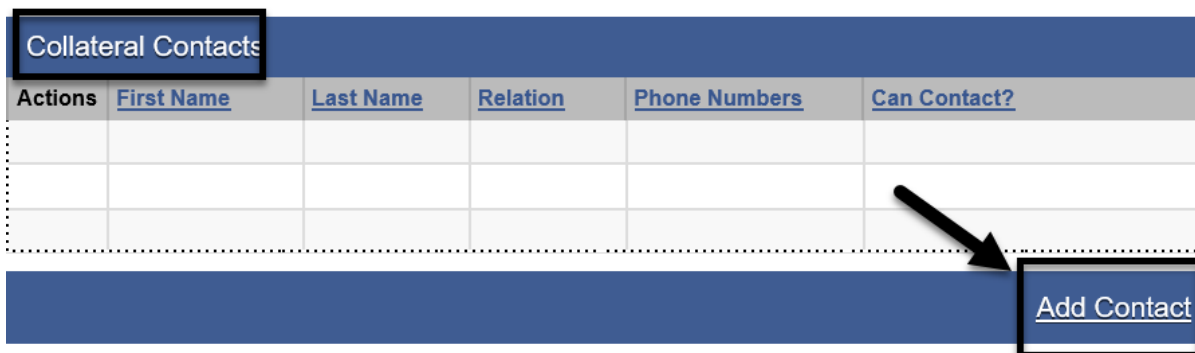 Collateral Contacts
Actions First Name Last Name Relation Phone Numbers Can Contact?
Add Contact